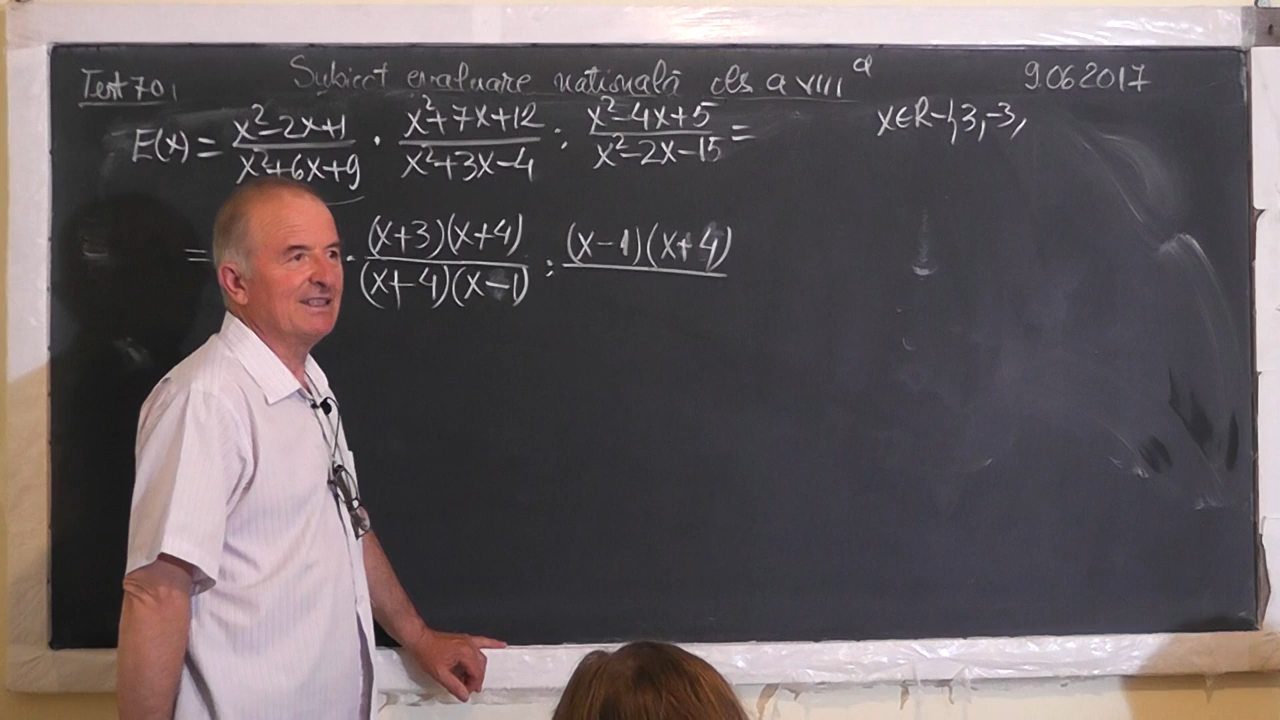 Test 70, Subiect evaluare națională cls a VIII a 9.06 2017
E(x) = x²-2x+1 / x²+6x+9 · x²+7x+12 / x²+3x-4 : x²-4x+5 / x²-2x-15 = x∈R-{3,-3,
= · (x+3)(x+4) / (x+4)(x-1) : (x-1)(x+4)